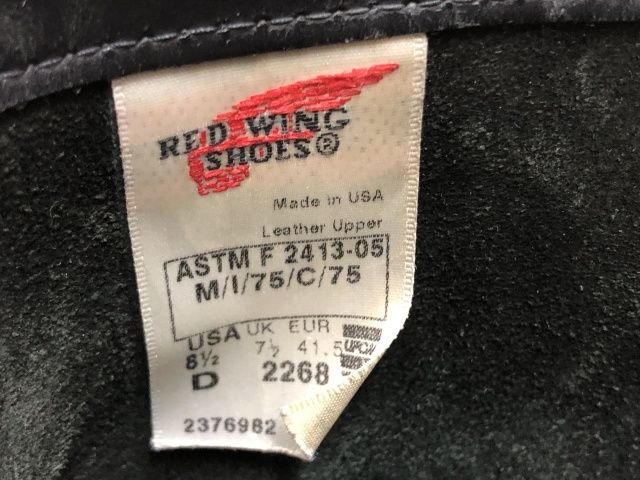 RED WING
SHOES®
Made in USA
Leather Upper
ASTM F 2413-05
M/I/75/C/75
USA UK EUR
8½ 7½ 41.5
D 2268
2376982